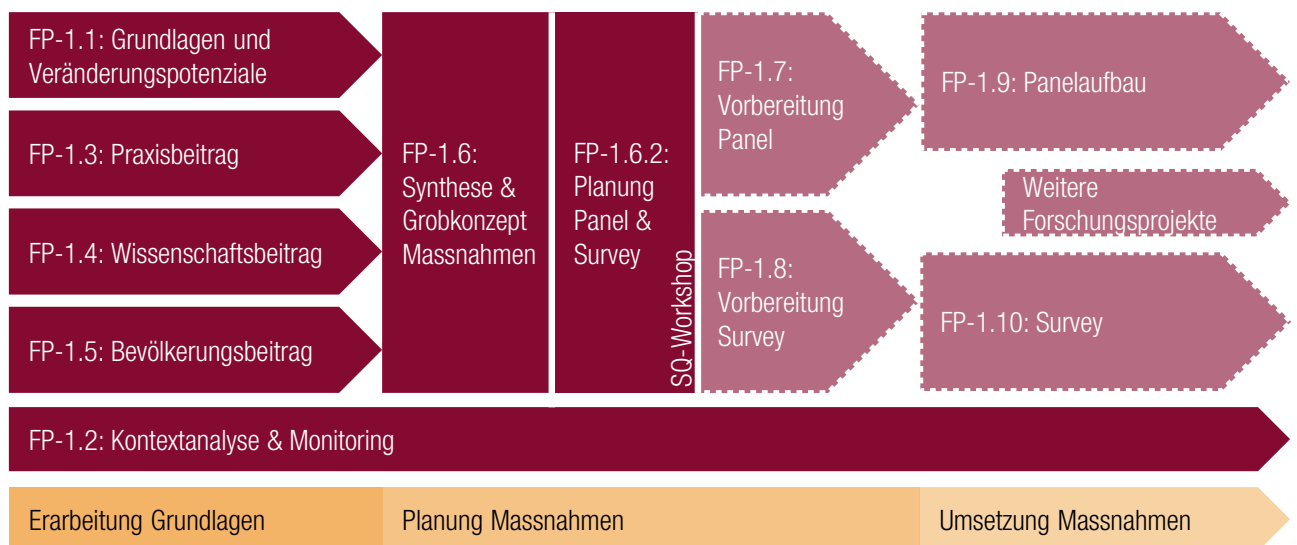 FP-1.1: Grundlagen und
Veränderungspotenziale
FP-1.3: Praxisbeitrag
FP-1.4: Wissenschaftsbeitrag
FP-1.5: Bevölkerungsbeitrag
FP-1.6:
Synthese &
Grobkonzept
Massnahmen
FP-1.6.2:
Planung
Panel &
Survey
SQ-Workshop
FP-1.7:
Vorbereitung
Panel
FP-1.8:
Vorbereitung
Survey
FP-1.9: Panelaufbau
Weitere
Forschungsprojekte
FP-1.10: Survey
FP-1.2: Kontextanalyse & Monitoring
Erarbeitung Grundlagen
Planung Massnahmen
Umsetzung Massnahmen